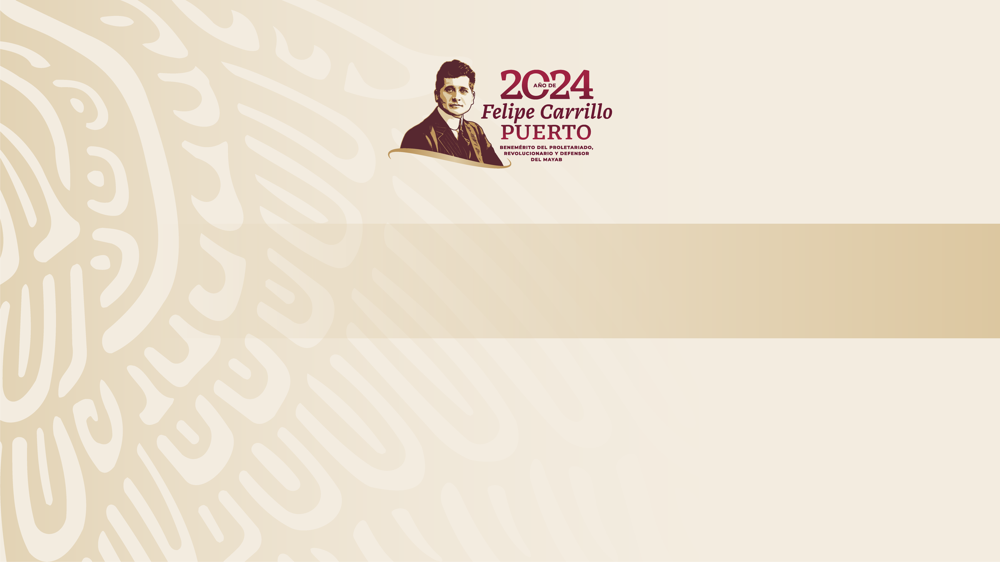 2024
AÑO DE
Felipe Carrillo
PUERTO
BENEMÉRITO DEL PROLETARIADO,
REVOLUCIONARIO Y DEFENSOR
DEL MAYAB